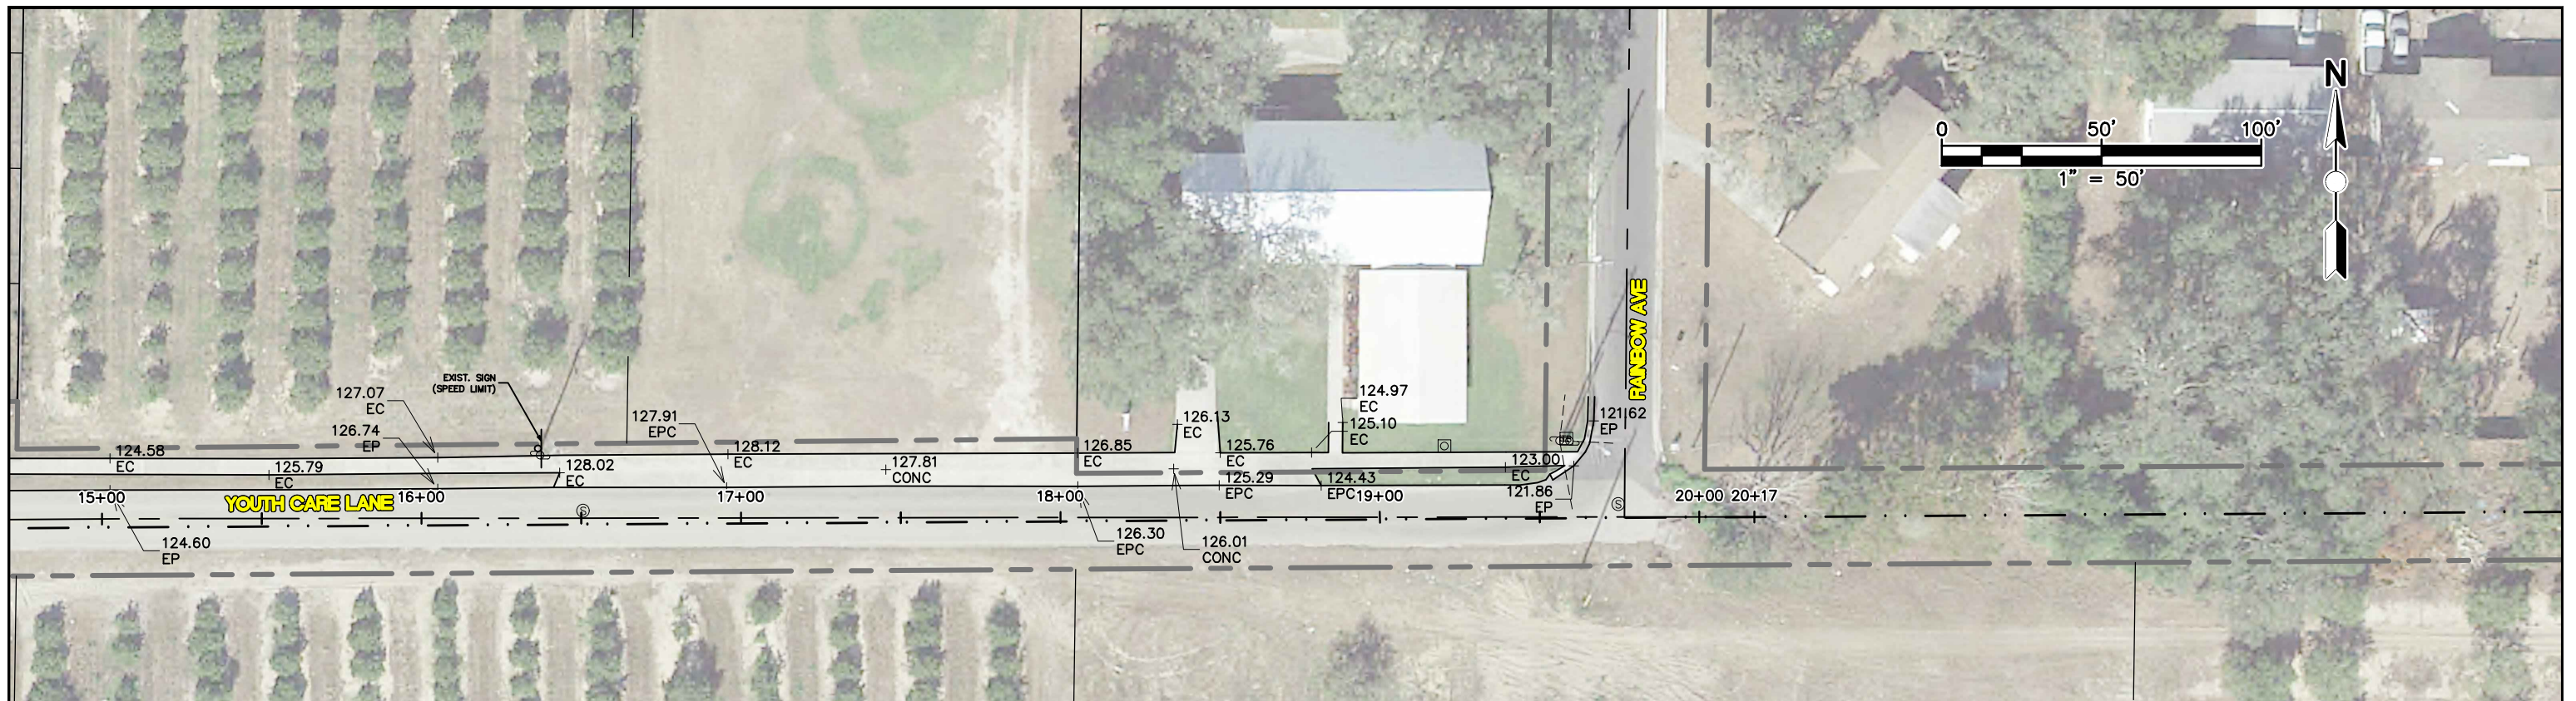 N
0 50' 100'
1" = 50'
RAINBOW AVE
EXIST. SIGN
(SPEED LIMIT)
127.07
EC
126.74
EP
124.58
EC
125.79
EC
128.02
EC
127.91
EPC
128.12
EC
127.81
CONC
126.85
EC
126.13
EC
125.76
EC
124.97
EC
125.10
EC
125.29
EPC
124.43
EPC
123.00
EC
121.86
EP
121.62
EP
15+00 16+00 17+00 18+00 19+00 20+00 20+17
YOUTH CARE LANE
124.60
EP
126.30
EPC
126.01
CONC